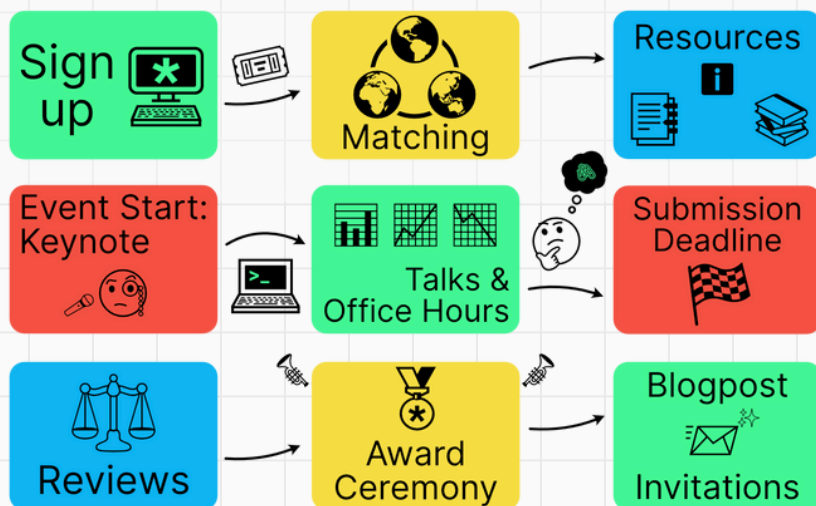 Sign
up
Matching
Resources
Event Start:
Keynote
>_
Talks &
Office Hours
Submission
Deadline
Reviews
Award
Ceremony
Blogpost
Invitations